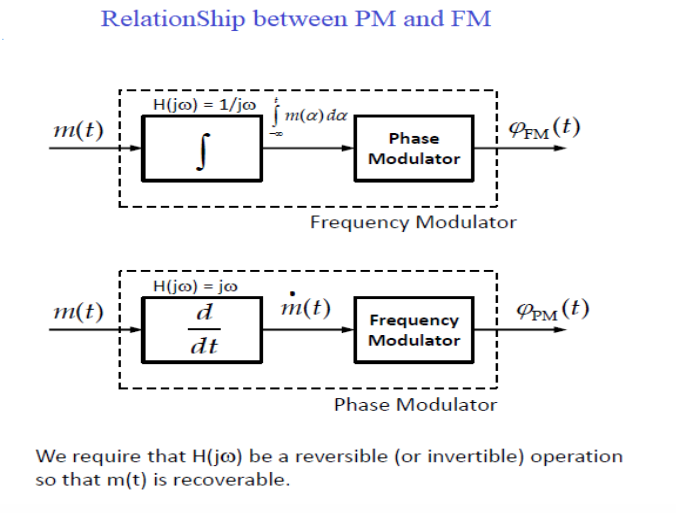 RelationShip between PM and FM
H(jω) = 1/jω
∫_{-∞}^{t} m(α) dα
m(t)
∫
Phase
Modulator
φFM(t)
Frequency Modulator
H(jω) = jω
m(t)
d
dt
ṁ(t)
Frequency
Modulator
φPM(t)
Phase Modulator
We require that H(jω) be a reversible (or invertible) operation
so that m(t) is recoverable.